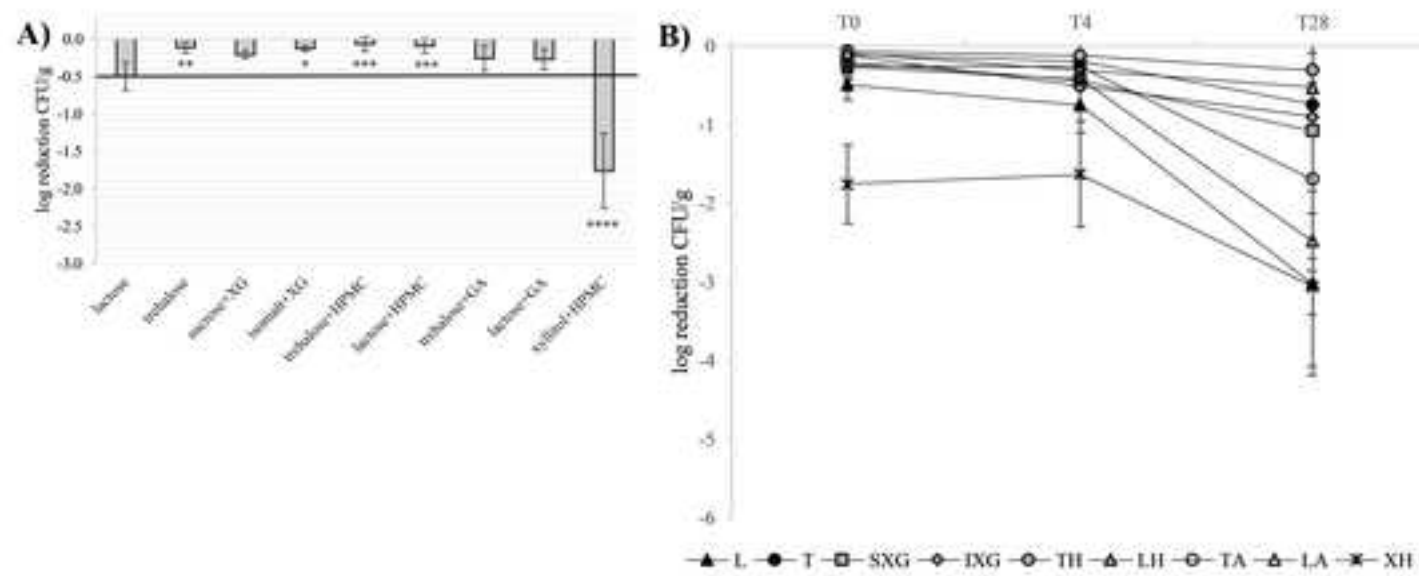 A)
0.0
-0.5
-1.0
-1.5
-2.0
-2.5
-3.0
log reduction CFU/g
**
*
***
***
****
lactose
trehalose
sucrose+XG
isomalt+XG
trehalose+HPMC
lactose+HPMC
trehalose+GA
lactose+GA
xylitol+HPMC
B)
T0 T4 T28
0
-1
-2
-3
-4
-5
-6
log reduction CFU/g
L T SXG IXG TH LH TA LA XH